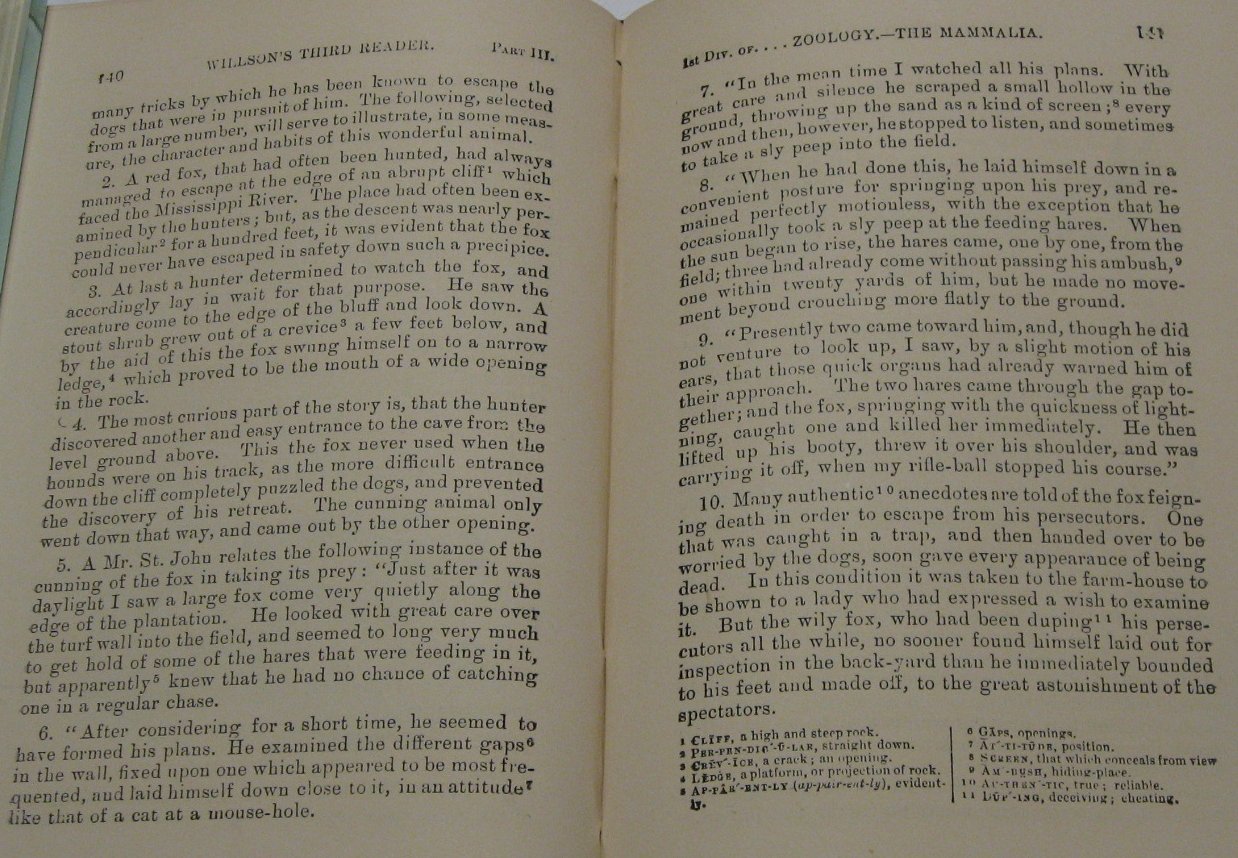 140
WILLSON'S THIRD READER.
PART III.
many tricks by which he has been known to escape the
dogs that were in pursuit of him. The following, selected
from a large number, will serve to illustrate, in some meas-
ure, the character and habits of this wonderful animal.
2. A red fox, that had often been hunted, had always
managed to escape at the edge of an abrupt cliff1 which
faced the Mississippi River. The place had often been ex-
amined by the hunters; but, as the descent was nearly per-
pendicular2 for a hundred feet, it was evident that the fox
could never have escaped in safety down such a precipice.
3. At last a hunter determined to watch the fox, and
accordingly lay in wait for that purpose. He saw the
creature come to the edge of the bluff and look down. A
stout shrub grew out of a crevice3 a few feet below, and
by the aid of this the fox swung himself on to a narrow
ledge,4 which proved to be the mouth of a wide opening
in the rock.
4. The most curious part of the story is, that the hunter
discovered another and easy entrance to the cave from the
level ground above. This the fox never used when the
hounds were on his track, as the more difficult entrance
down the cliff completely puzzled the dogs, and prevented
the discovery of his retreat. The cunning animal only
went down that way, and came out by the other opening.
5. A Mr. St. John relates the following instance of the
cunning of the fox in taking its prey: "Just after it was
daylight I saw a large fox come very quietly along the
edge of the plantation. He looked with great care over
the turf wall into the field, and seemed to long very much
to get hold of some of the hares that were feeding in it,
but apparently5 knew that he had no chance of catching
one in a regular chase.
6. "After considering for a short time, he seemed to
have formed his plans. He examined the different gaps6
in the wall, fixed upon one which appeared to be most fre-
quented, and laid himself down close to it, in an attitude7
like that of a cat at a mouse-hole.
1st DIV. OF.... ZOOLOGY.—THE MAMMALIA.
141
7. "In the mean time I watched all his plans. With
great care and silence he scraped a small hollow in the
ground, throwing up the sand as a kind of screen;8 every
now and then, however, he stopped to listen, and sometimes
to take a sly peep into the field.
8. "When he had done this, he laid himself down in a
convenient posture for springing upon his prey, and re-
mained perfectly motionless, with the exception that he
occasionally took a sly peep at the feeding hares. When
the sun began to rise, the hares came, one by one, from the
field; three had already come without passing his ambush,9
one within twenty yards of him, but he made no move-
ment beyond crouching more flatly to the ground.
9. "Presently two came toward him, and, though he did
not venture to look up, I saw, by a slight motion of his
ears, that those quick organs had already warned him of
their approach. The two hares came through the gap to-
gether; and the fox, springing with the quickness of light-
ning, caught one and killed her immediately. He then
lifted up his booty, threw it over his shoulder, and was
carrying it off, when my rifle-ball stopped his course."
10. Many authentic10 anecdotes are told of the fox feign-
ing death in order to escape from his persecutors. One
that was caught in a trap, and then handed over to be
worried by the dogs, soon gave every appearance of being
dead. In this condition it was taken to the farm-house to
be shown to a lady who had expressed a wish to examine
it. But the wily fox, who had been duping11 his perse-
cutors all the while, no sooner found himself laid out for
inspection in the back-yard than he immediately bounded
to his feet and made off, to the great astonishment of the
spectators.
1 CLIFF, a high and steep rock.
2 PER-PEN-DIC'-Ū-LAR, straight down.
3 CRĔV'-ICE, a crack; an opening.
4 LĔDGE, a platform, or projection of rock.
5 AP-PÂR'-ENT-LY (ap-pair-ent-ly), evident-
ly.
6 GĂPS, openings.
7 ĂT'-TI-TŪDE, position.
8 SCREEN, that which conceals from view
9 ĂM'-BỤSH, hiding-place.
10 AU-THEN'-TIC, true; reliable.
11 DŪP'-ING, deceiving; cheating.